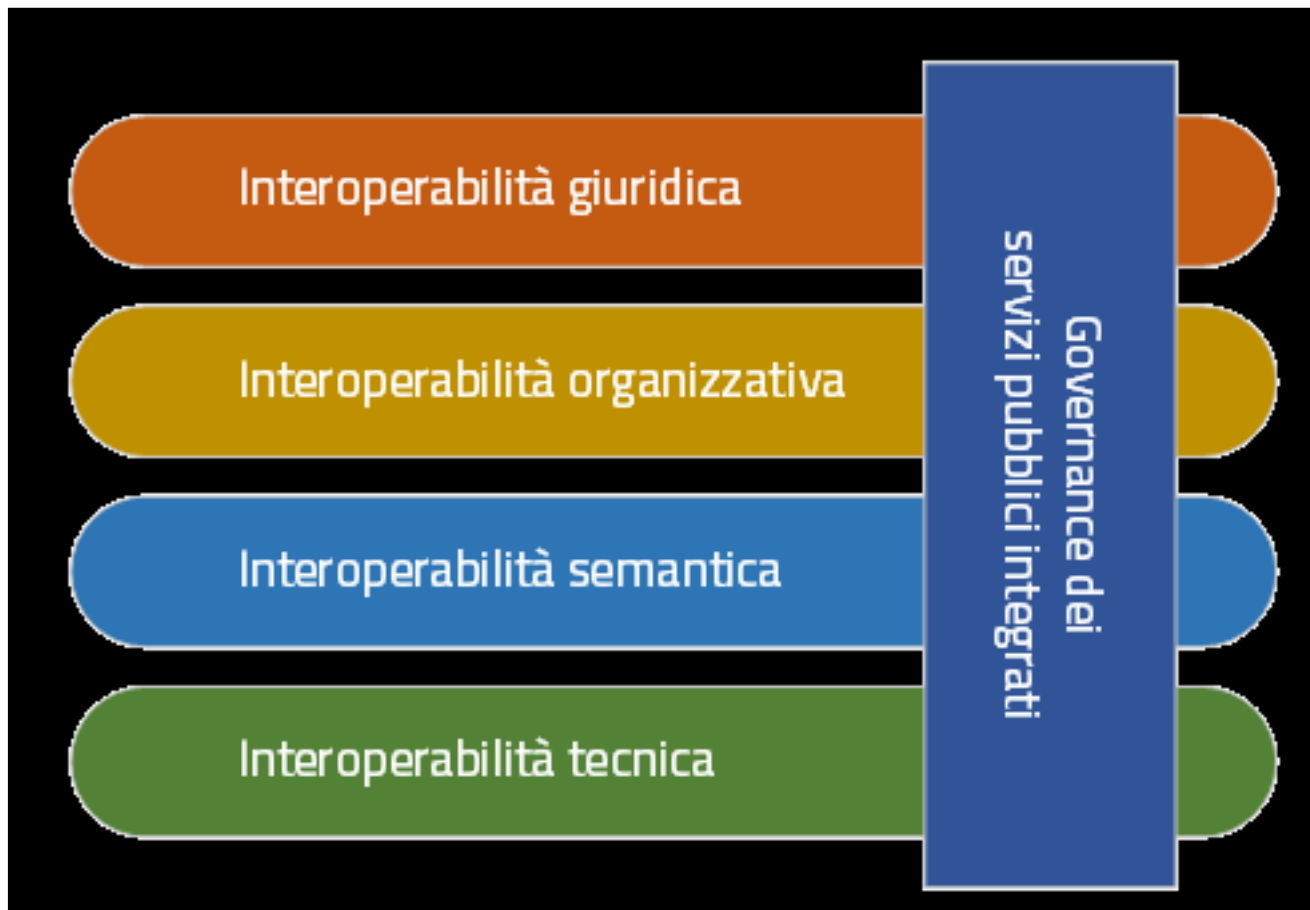 Interoperabilità giuridica
Interoperabilità organizzativa
Interoperabilità semantica
Interoperabilità tecnica
Governance dei
servizi pubblici integrati